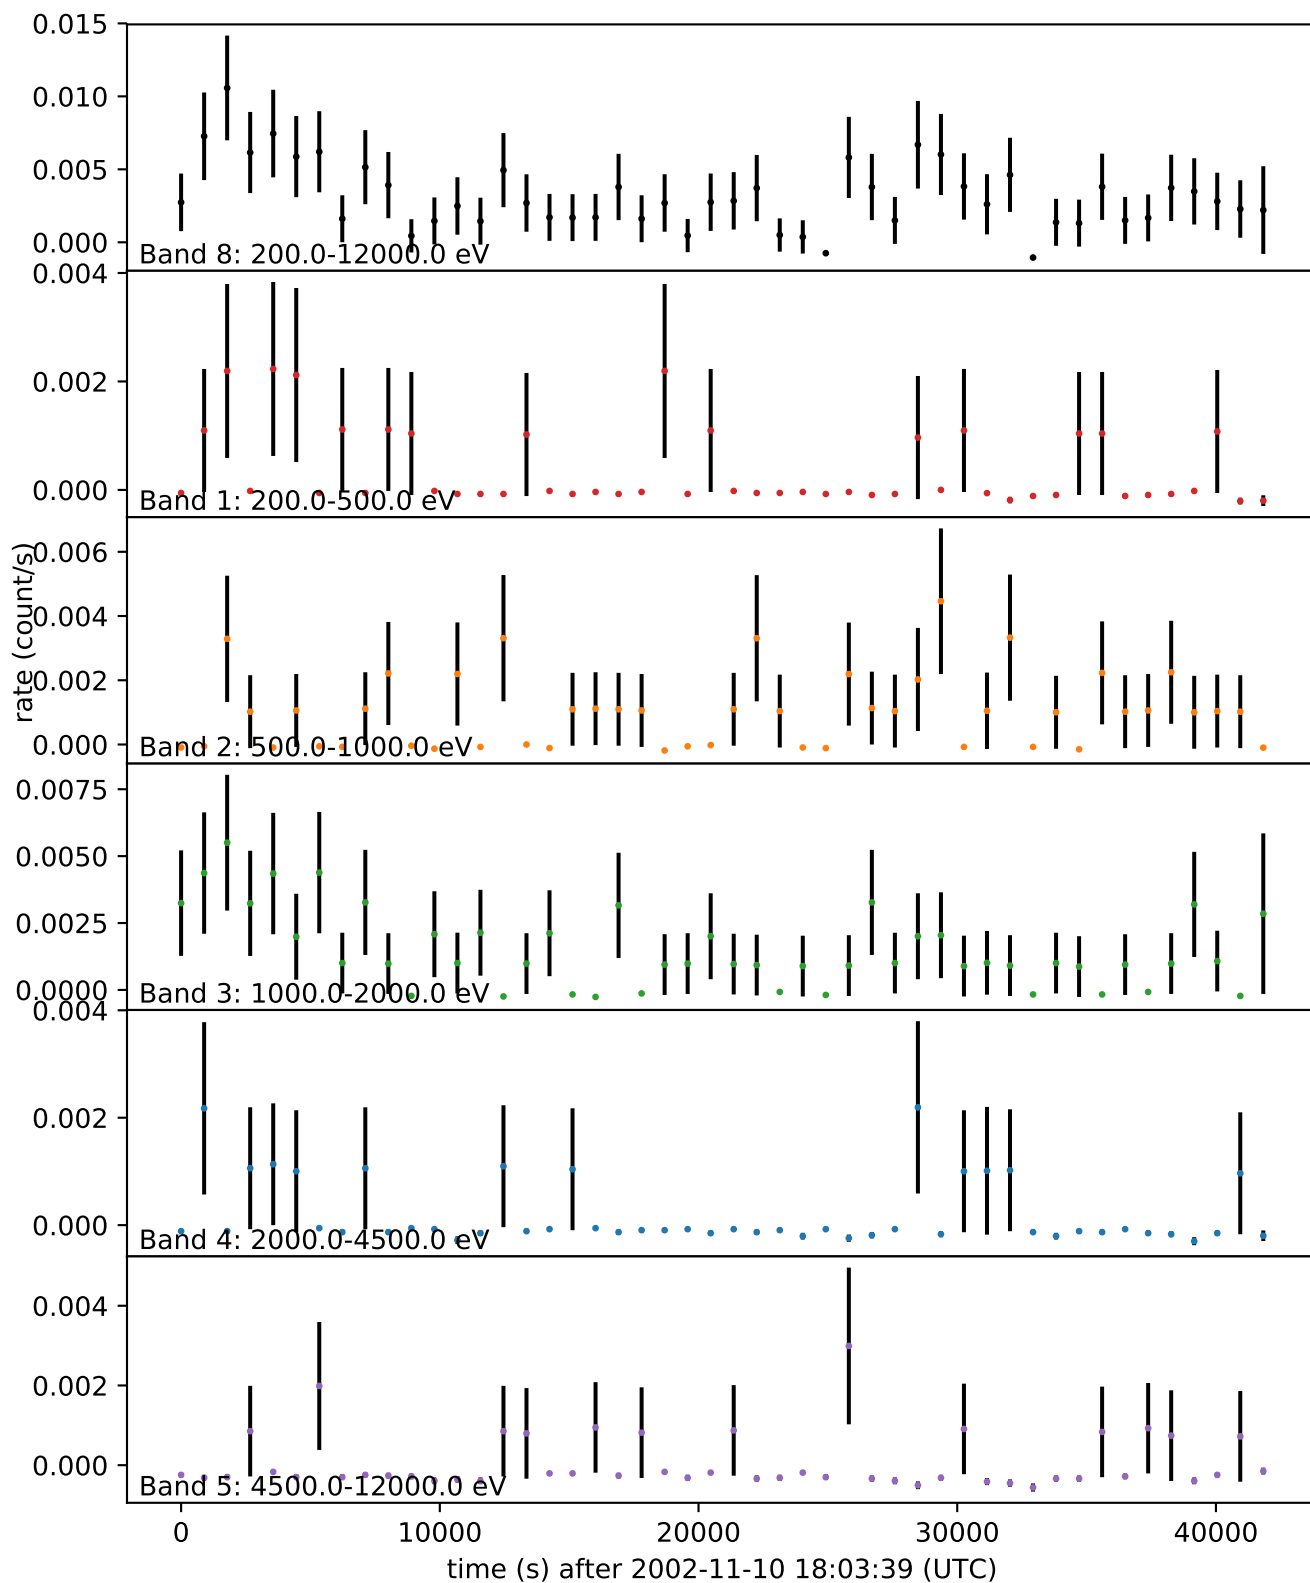 0.015
0.010
0.005
0.000
Band 8: 200.0-12000.0 eV
0.004
0.002
0.000
Band 1: 200.0-500.0 eV
0.006
0.004
0.002
0.000
Band 2: 500.0-1000.0 eV
rate (count/s)
0.0075
0.0050
0.0025
0.0000
Band 3: 1000.0-2000.0 eV
0.004
0.002
0.000
Band 4: 2000.0-4500.0 eV
0.004
0.002
0.000
Band 5: 4500.0-12000.0 eV
0 10000 20000 30000 40000
time (s) after 2002-11-10 18:03:39 (UTC)